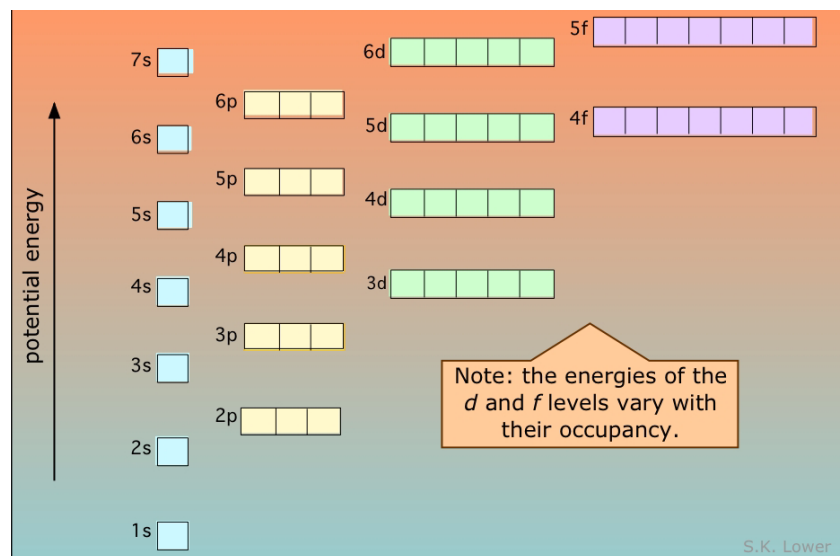 5f
7s
6d
6p
6s
5d
4f
5p
5s
4d
4p
4s
3d
3p
3s
2p
2s
1s
potential energy
Note: the energies of the
d and f levels vary with
their occupancy.
S.K. Lower